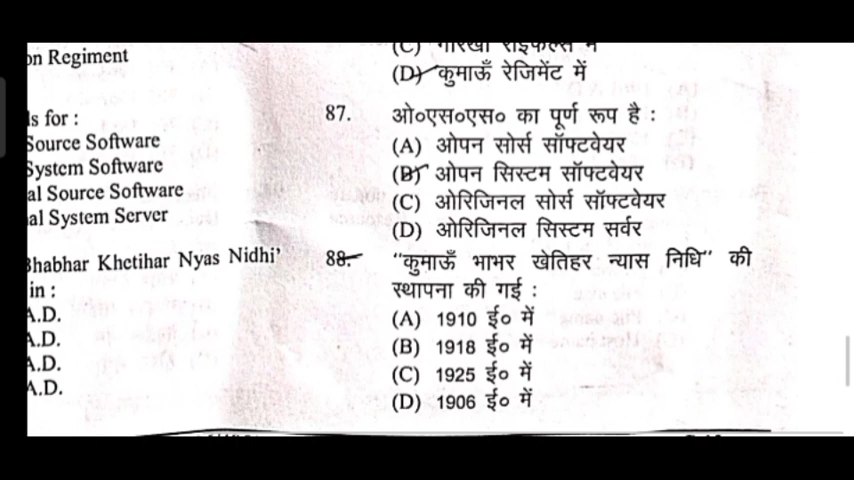 on Regiment
ls for :
Source Software
System Software
al Source Software
al System Server
Bhabhar Khetihar Nyas Nidhi'
in :
A.D.
A.D.
A.D.
A.D.
(C) गोरखा राइफल्स में
(D) कुमाऊँ रेजिमेंट में
87. ओ०एस०एस० का पूर्ण रूप है :
(A) ओपन सोर्स सॉफ्टवेयर
(B) ओपन सिस्टम सॉफ्टवेयर
(C) ओरिजिनल सोर्स सॉफ्टवेयर
(D) ओरिजिनल सिस्टम सर्वर
88. "कुमाऊँ भाभर खेतिहर न्यास निधि" की
स्थापना की गई :
(A) 1910 ई० में
(B) 1918 ई० में
(C) 1925 ई० में
(D) 1906 ई० में